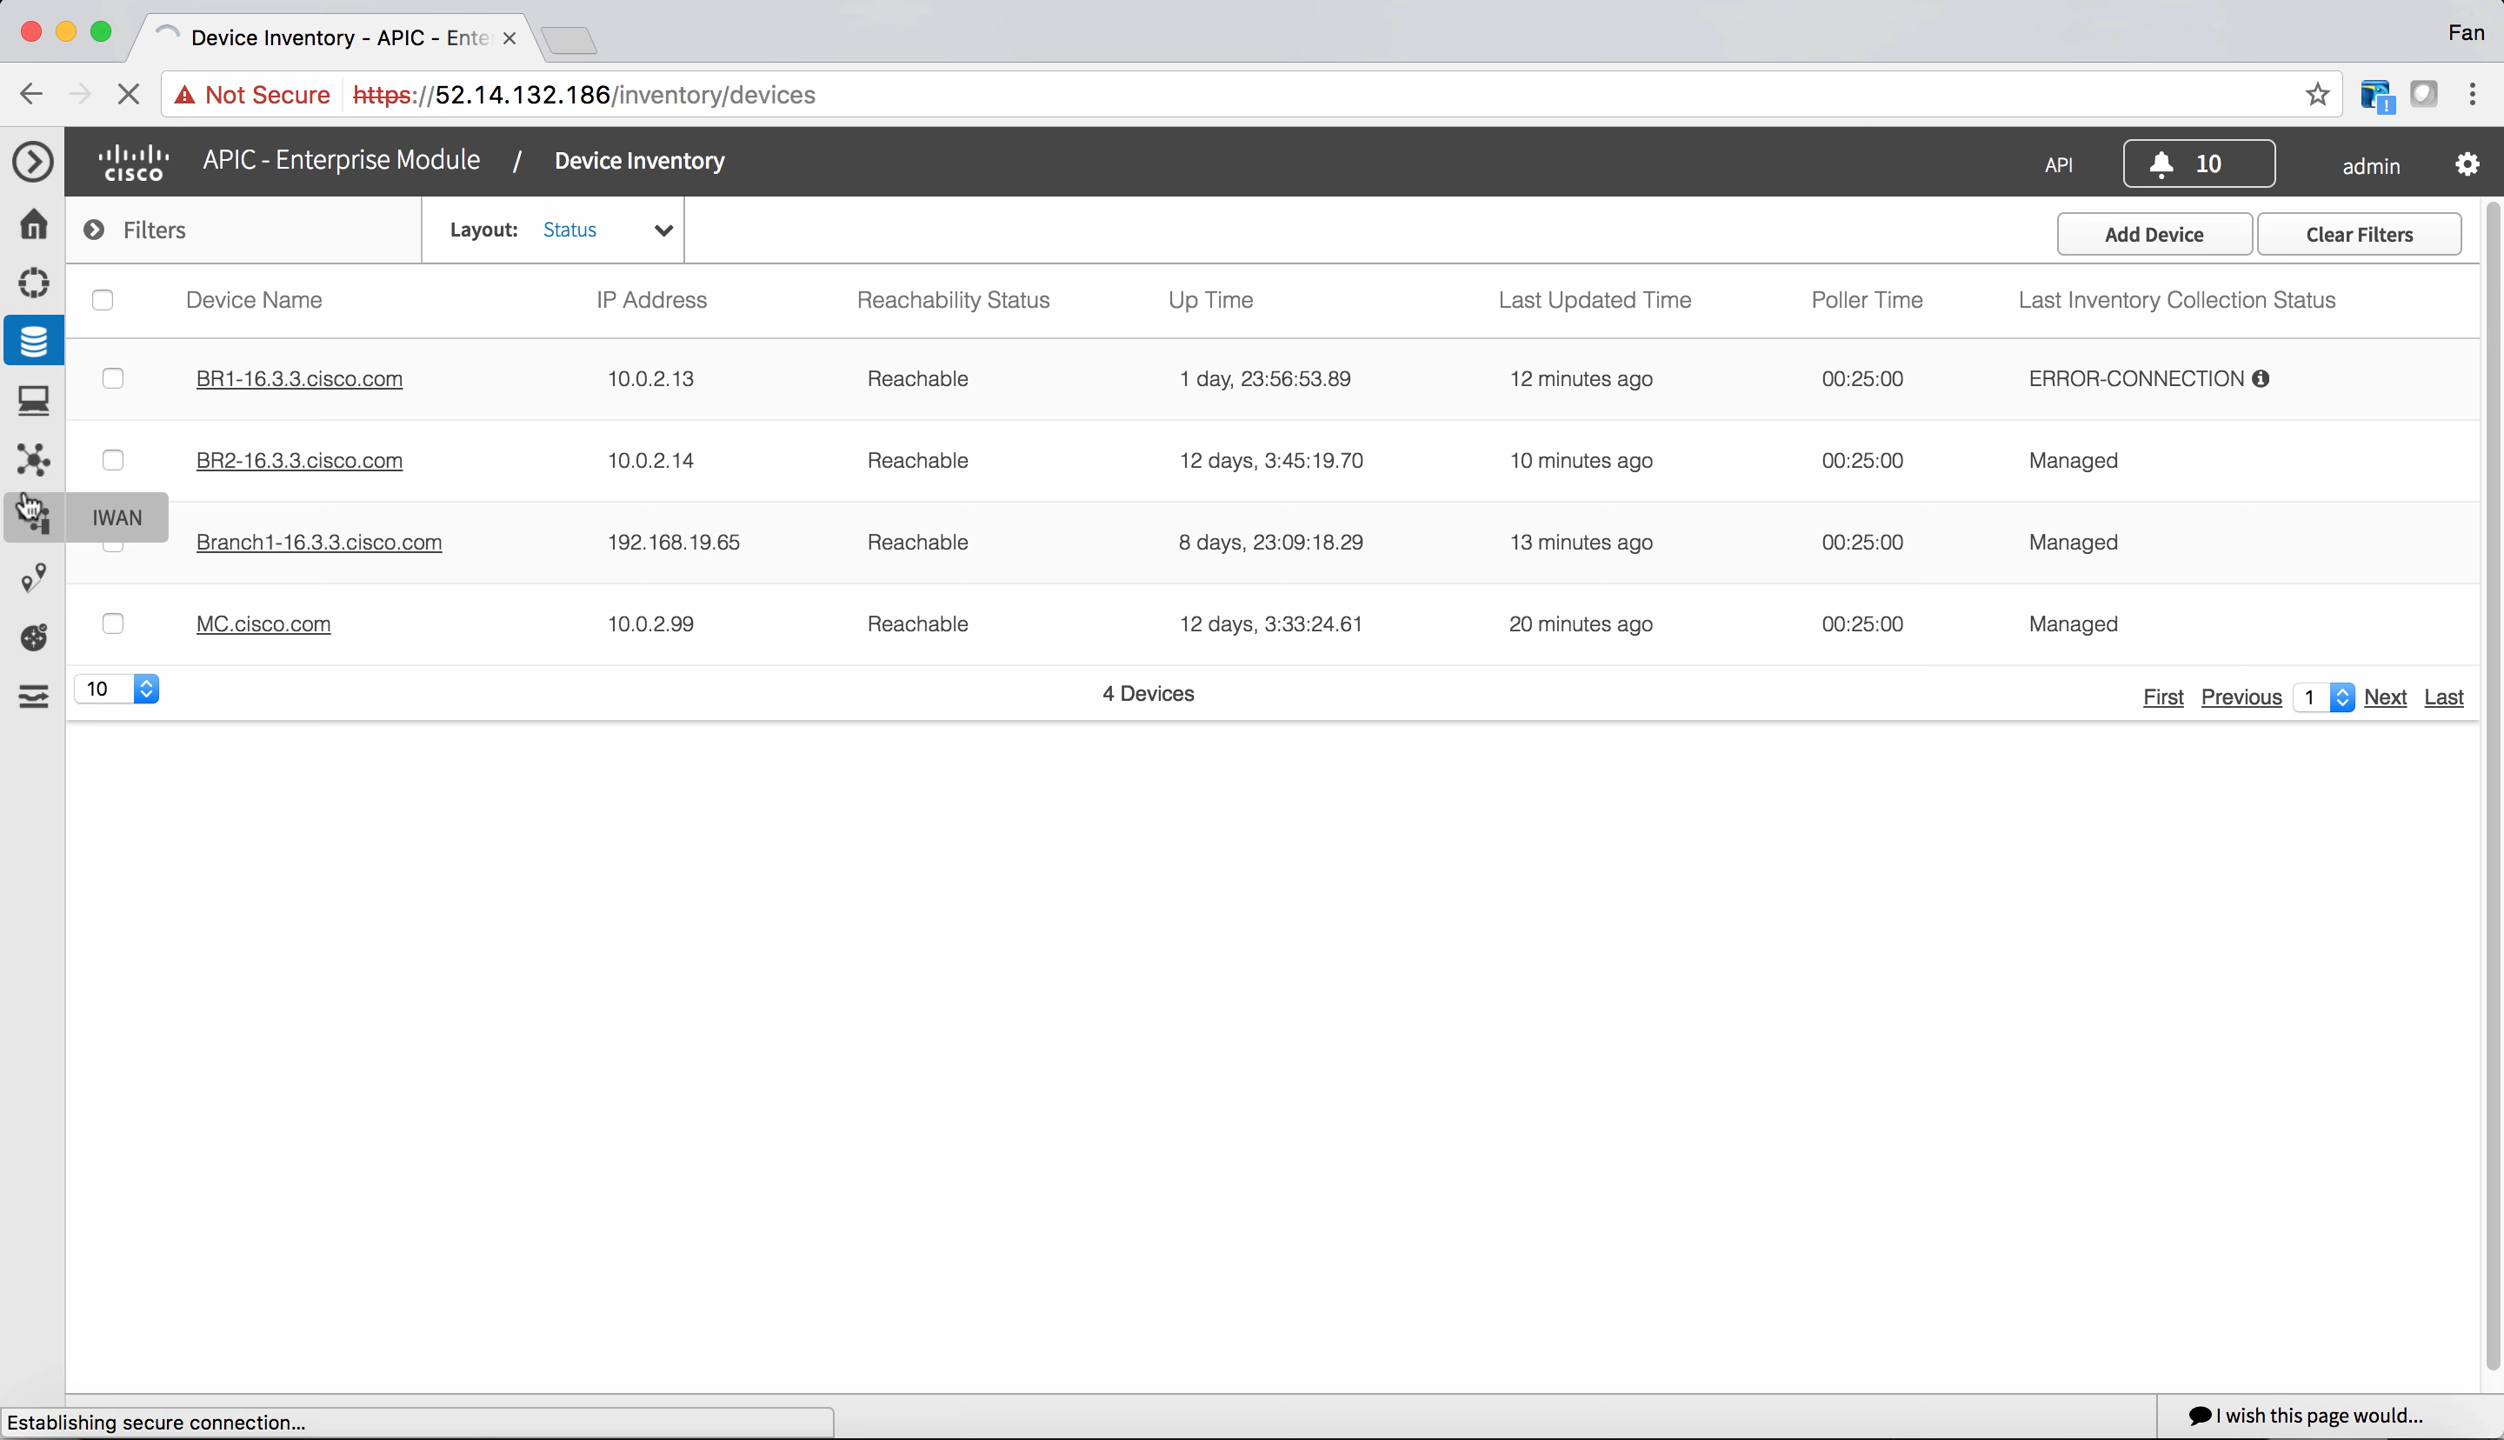 Device Inventory - APIC - Ente
Fan
Not Secure https://52.14.132.186/inventory/devices
CISCO APIC - Enterprise Module / Device Inventory API 10 admin
Filters Layout: Status Add Device Clear Filters
Device Name IP Address Reachability Status Up Time Last Updated Time Poller Time Last Inventory Collection Status
BR1-16.3.3.cisco.com 10.0.2.13 Reachable 1 day, 23:56:53.89 12 minutes ago 00:25:00 ERROR-CONNECTION
BR2-16.3.3.cisco.com 10.0.2.14 Reachable 12 days, 3:45:19.70 10 minutes ago 00:25:00 Managed
IWAN
Branch1-16.3.3.cisco.com 192.168.19.65 Reachable 8 days, 23:09:18.29 13 minutes ago 00:25:00 Managed
MC.cisco.com 10.0.2.99 Reachable 12 days, 3:33:24.61 20 minutes ago 00:25:00 Managed
10 4 Devices First Previous 1 Next Last
Establishing secure connection...
I wish this page would...